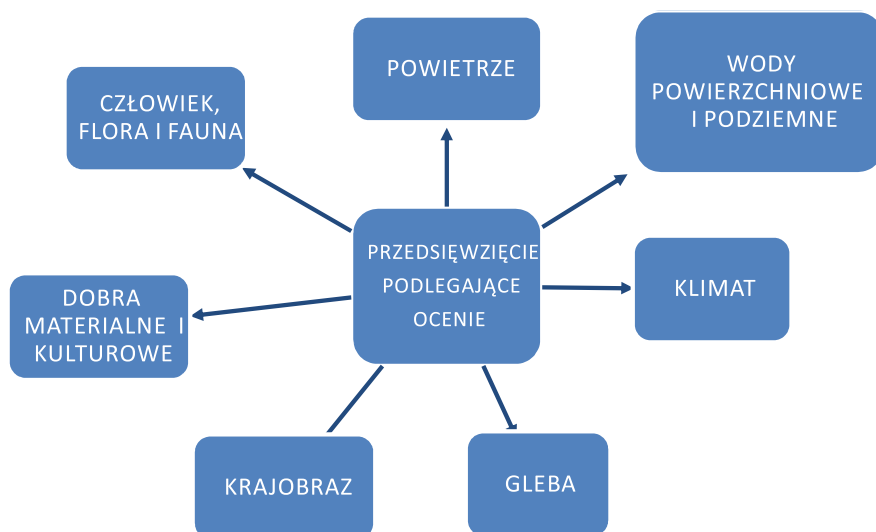 POWIETRZE
WODY
POWIERZCHNIOWE
I PODZIEMNE
CZŁOWIEK,
FLORA I FAUNA
PRZEDSIĘWZIĘCIE
PODLEGAJĄCE
OCENIE
KLIMAT
DOBRA
MATERIALNE I
KULTUROWE
KRAJOBRAZ
GLEBA